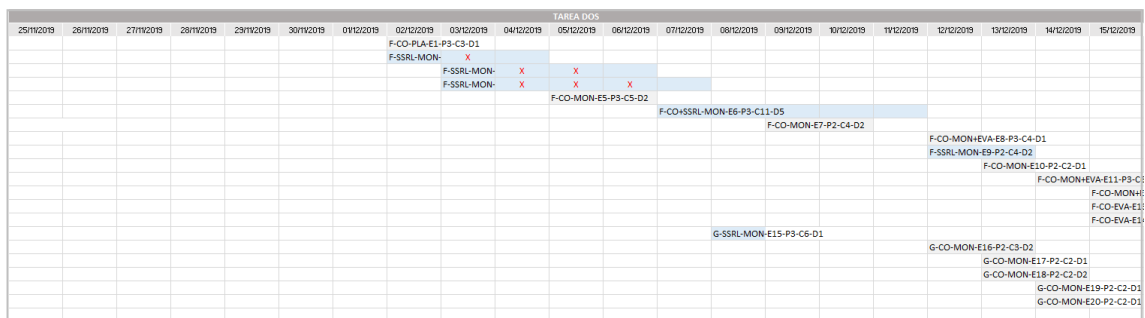 TAREA DOS
25/11/2019 26/11/2019 27/11/2019 28/11/2019 29/11/2019 30/11/2019 01/12/2019 02/12/2019 03/12/2019 04/12/2019 05/12/2019 06/12/2019 07/12/2019 08/12/2019 09/12/2019 10/12/2019 11/12/2019 12/12/2019 13/12/2019 14/12/2019 15/12/2019
F-CO-PLA-E1-P3-C3-D1
F-SSRL-MON- X
F-SSRL-MON- X X
F-SSRL-MON- X X X
F-CO-MON-E5-P3-C5-D2
F-CO+SSRL-MON-E6-P3-C11-D5
F-CO-MON-E7-P2-C4-D2
F-CO-MON+EVA-E8-P3-C4-D1
F-SSRL-MON-E9-P2-C4-D2
F-CO-MON-E10-P2-C2-D1
F-CO-MON+EVA-E11-P3-C
F-CO-MON+
F-CO-EVA-E1
F-CO-EVA-E1
G-SSRL-MON-E15-P3-C6-D1
G-CO-MON-E16-P2-C3-D2
G-CO-MON-E17-P2-C2-D1
G-CO-MON-E18-P2-C2-D2
G-CO-MON-E19-P2-C2-D1
G-CO-MON-E20-P2-C2-D1